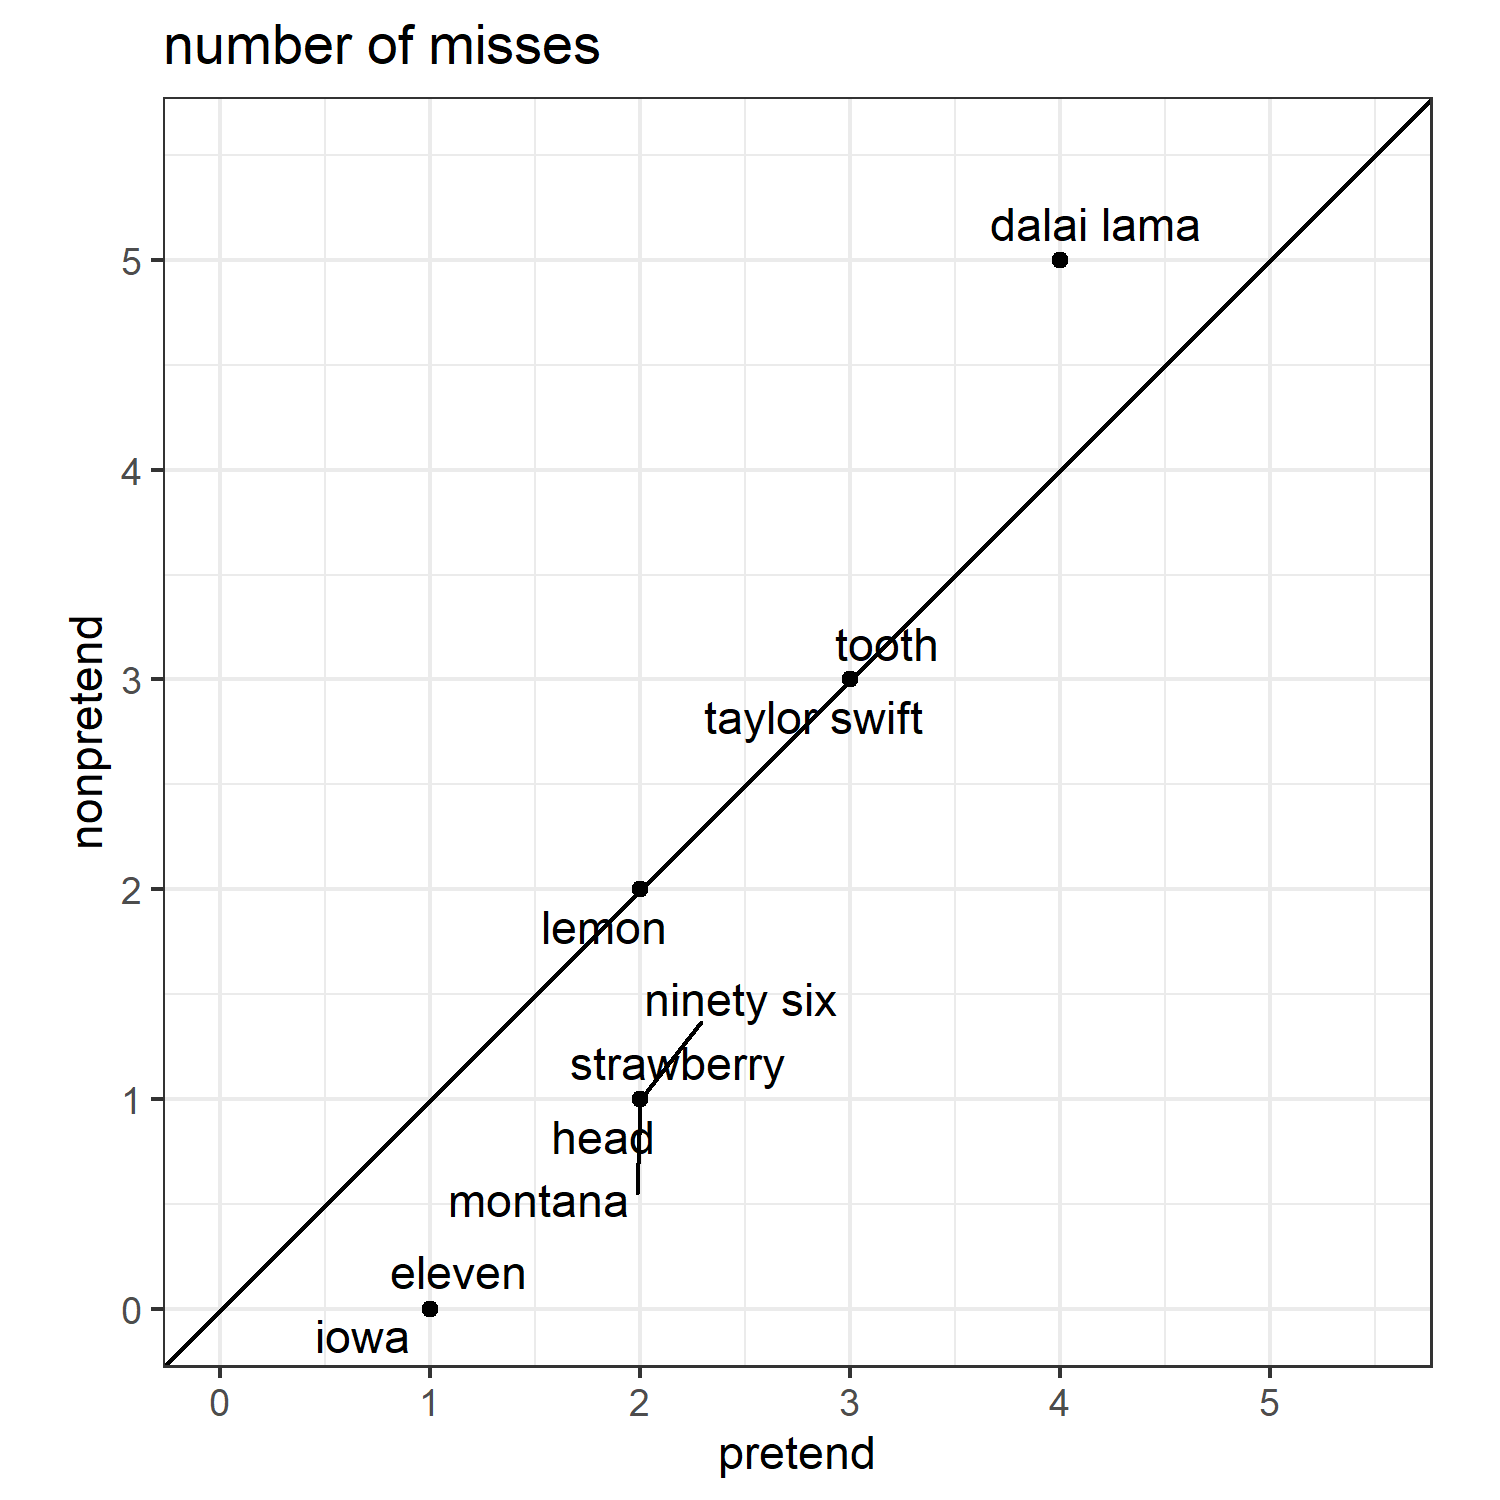 number of misses
dalai lama
5
4
tooth
3
taylor swift
nonpretend
2
lemon
ninety six
strawberry
1
head
montana
eleven
0
iowa
0 1 2 3 4 5
pretend